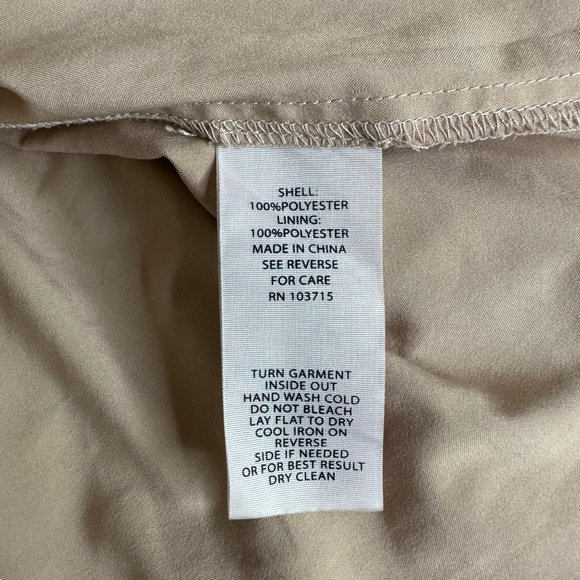 SHELL:
100%POLYESTER
LINING:
100%POLYESTER
MADE IN CHINA
SEE REVERSE
FOR CARE
RN 103715
TURN GARMENT
INSIDE OUT
HAND WASH COLD
DO NOT BLEACH
LAY FLAT TO DRY
COOL IRON ON
REVERSE
SIDE IF NEEDED
OR FOR BEST RESULT
DRY CLEAN